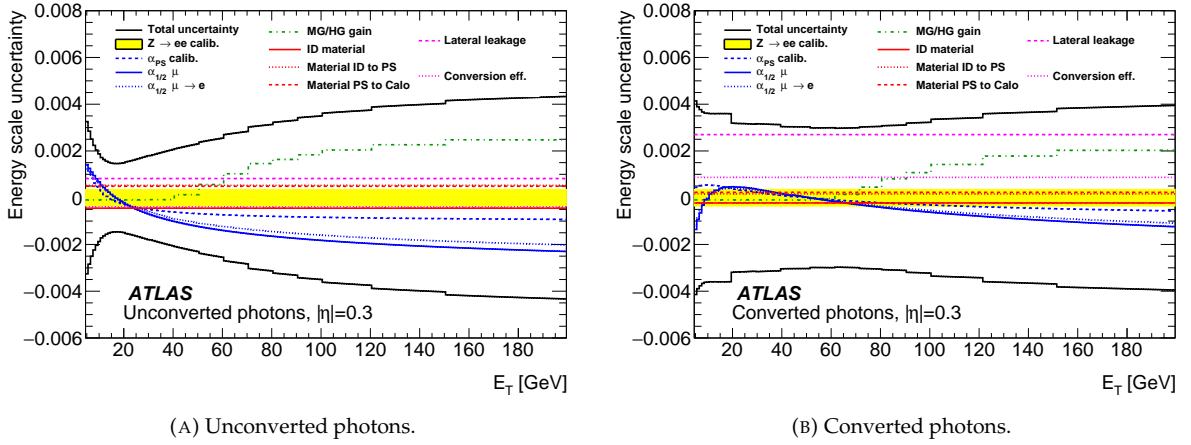 Energy scale uncertainty
0.008
0.006
0.004
0.002
0
−0.002
−0.004
−0.006
Total uncertainty
Z → ee calib.
α_PS calib.
α_1/2 μ
α_1/2 μ → e
MG/HG gain
ID material
Material ID to PS
Material PS to Calo
Lateral leakage
Conversion eff.
ATLAS
Unconverted photons, |η|=0.3
20 40 60 80 100 120 140 160 180
E_T [GeV]
(A) Unconverted photons.
Energy scale uncertainty
0.008
0.006
0.004
0.002
0
−0.002
−0.004
−0.006
Total uncertainty
Z → ee calib.
α_PS calib.
α_1/2 μ
α_1/2 μ → e
MG/HG gain
ID material
Material ID to PS
Material PS to Calo
Lateral leakage
Conversion eff.
ATLAS
Converted photons, |η|=0.3
20 40 60 80 100 120 140 160 180
E_T [GeV]
(B) Converted photons.